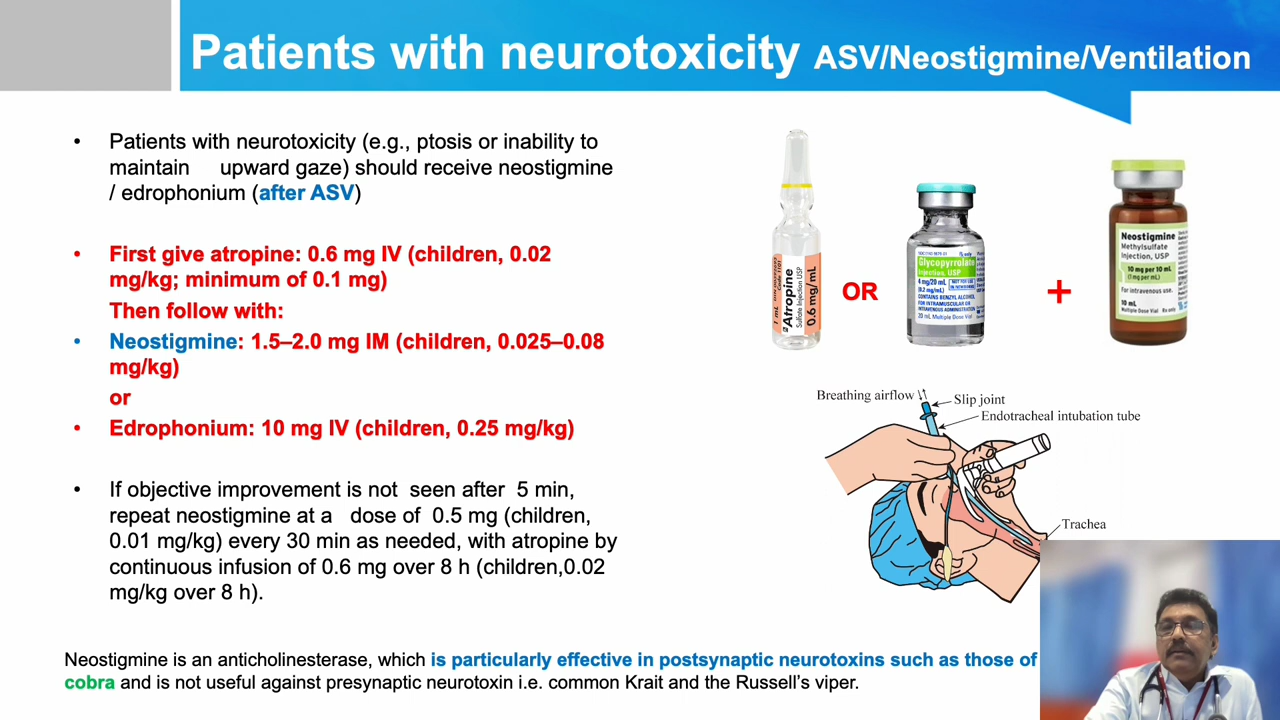 Patients with neurotoxicity ASV/Neostigmine/Ventilation
• Patients with neurotoxicity (e.g., ptosis or inability to
maintain upward gaze) should receive neostigmine
/ edrophonium (after ASV)
• First give atropine: 0.6 mg IV (children, 0.02
mg/kg; minimum of 0.1 mg)
Then follow with:
• Neostigmine: 1.5–2.0 mg IM (children, 0.025–0.08
mg/kg)
or
• Edrophonium: 10 mg IV (children, 0.25 mg/kg)
• If objective improvement is not seen after 5 min,
repeat neostigmine at a dose of 0.5 mg (children,
0.01 mg/kg) every 30 min as needed, with atropine by
continuous infusion of 0.6 mg over 8 h (children,0.02
mg/kg over 8 h).
1 mL
Atropine
Sulfate Injection USP
0.6 mg/mL
OR
Glycopyrrolate
Injection, USP
4 mg/20 mL
(0.2 mg/mL)
CONTAINS BENZYL ALCOHOL
FOR INTRAMUSCULAR OR
INTRAVENOUS ADMINISTRATION
20 mL Multiple Dose Vial
+
Neostigmine
Methylsulfate
Injection, USP
10 mg per 10 mL
(1 mg per mL)
For intravenous use.
10 mL
Multiple Dose Vial Rx only
Breathing airflow
Slip joint
Endotracheal intubation tube
Trachea
Neostigmine is an anticholinesterase, which is particularly effective in postsynaptic neurotoxins such as those of
cobra and is not useful against presynaptic neurotoxin i.e. common Krait and the Russell's viper.